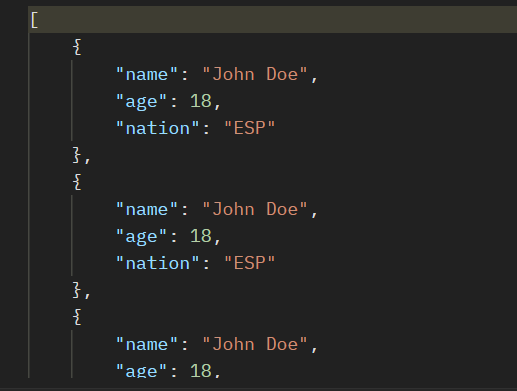 [
    {
        "name": "John Doe",
        "age": 18,
        "nation": "ESP"
    },
    {
        "name": "John Doe",
        "age": 18,
        "nation": "ESP"
    },
    {
        "name": "John Doe",
        "age": 18,